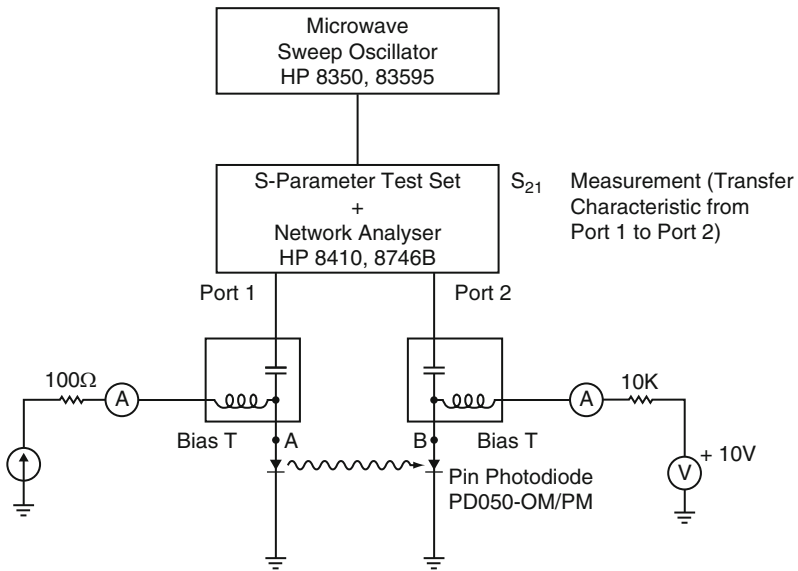 Microwave
Sweep Oscillator
HP 8350, 83595
S-Parameter Test Set
+
Network Analyser
HP 8410, 8746B
S21 Measurement (Transfer
Characteristic from
Port 1 to Port 2)
Port 1
Port 2
100Ω
A
A
10K
Bias T
A
B
Bias T
+ 10V
V
Pin Photodiode
PD050-OM/PM